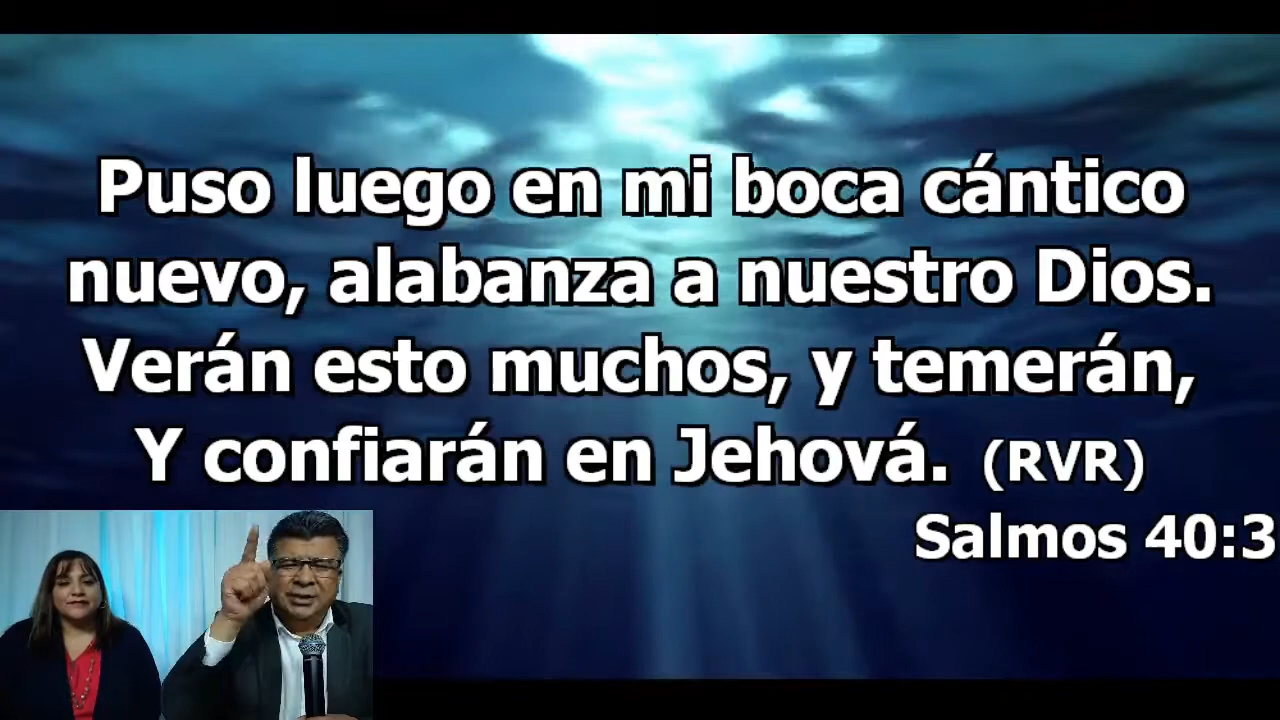 Puso luego en mi boca cántico
nuevo, alabanza a nuestro Dios.
Verán esto muchos, y temerán,
Y confiarán en Jehová. (RVR)
Salmos 40:3